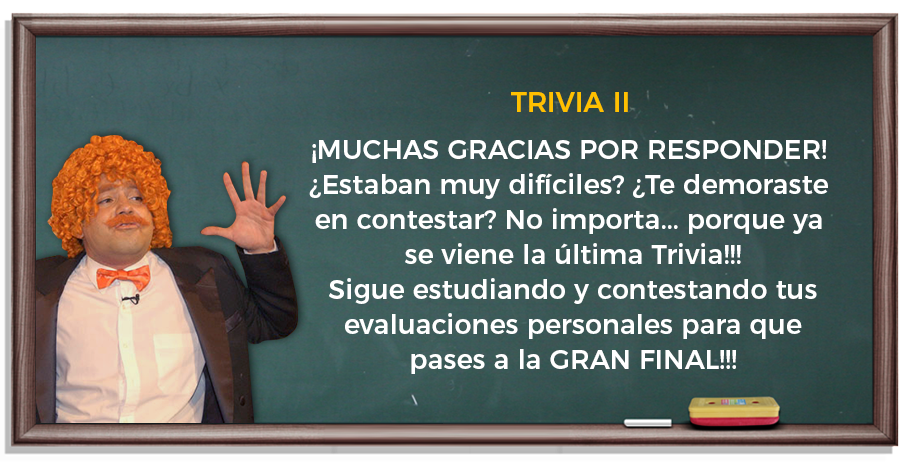 TRIVIA II
¡MUCHAS GRACIAS POR RESPONDER!
¿Estaban muy difíciles? ¿Te demoraste
en contestar? No importa... porque ya
se viene la última Trivia!!!
Sigue estudiando y contestando tus
evaluaciones personales para que
pases a la GRAN FINAL!!!